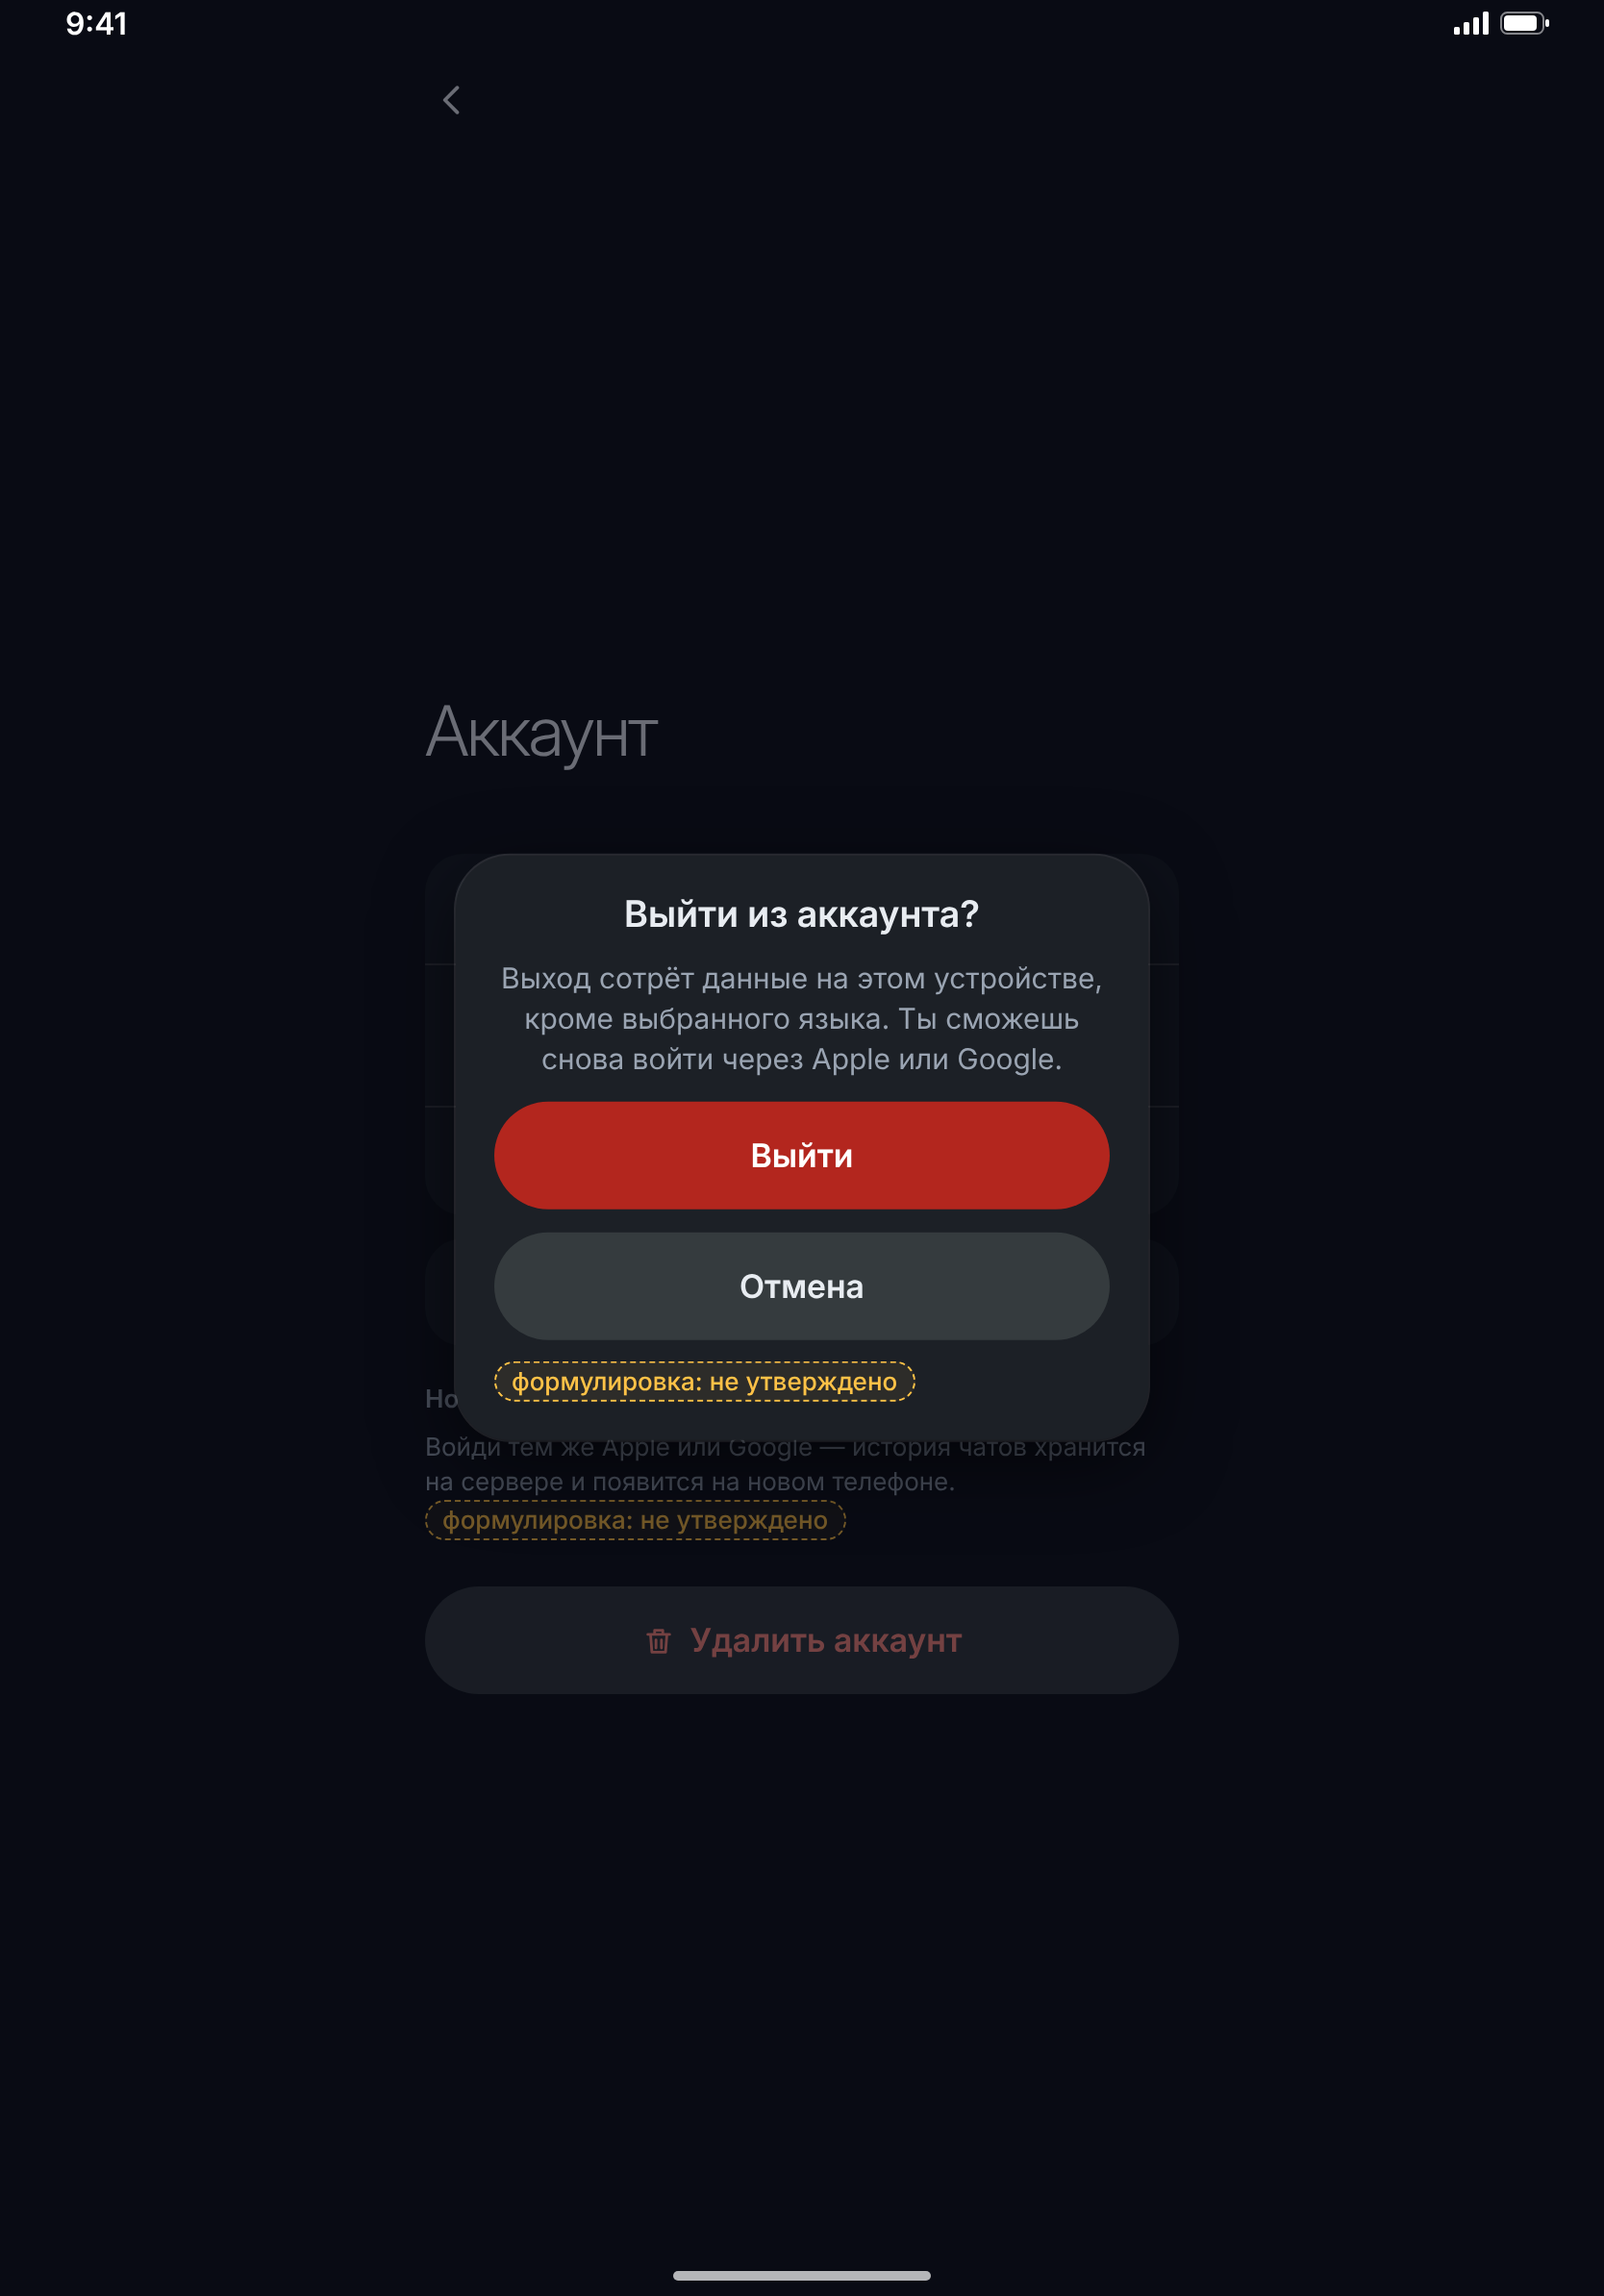 9:41
Аккаунт
Выйти из аккаунта?
Выход сотрёт данные на этом устройстве,
кроме выбранного языка. Ты сможешь
снова войти через Apple или Google.
Выйти
Отмена
формулировка: не утверждено
Но
Войди тем же Apple или Google — история чатов хранится
на сервере и появится на новом телефоне.
формулировка: не утверждено
Удалить аккаунт